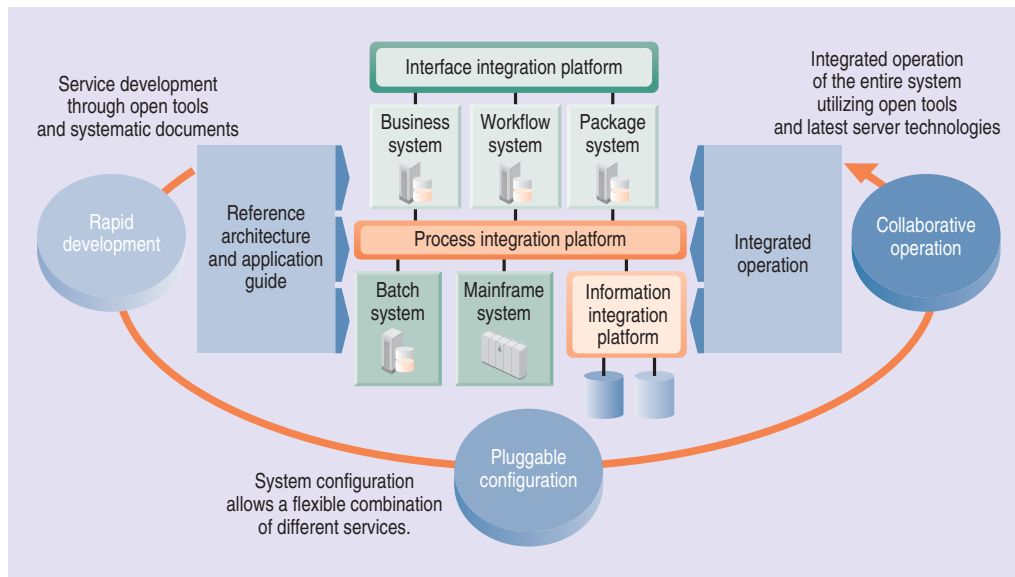 Interface integration platform
Service development
through open tools
and systematic documents
Integrated operation
of the entire system
utilizing open tools
and latest server technologies
Business
system
Workflow
system
Package
system
Rapid
development
Reference
architecture
and application
guide
Process integration platform
Integrated
operation
Collaborative
operation
Batch
system
Mainframe
system
Information
integration
platform
Pluggable
configuration
System configuration
allows a flexible combination
of different services.